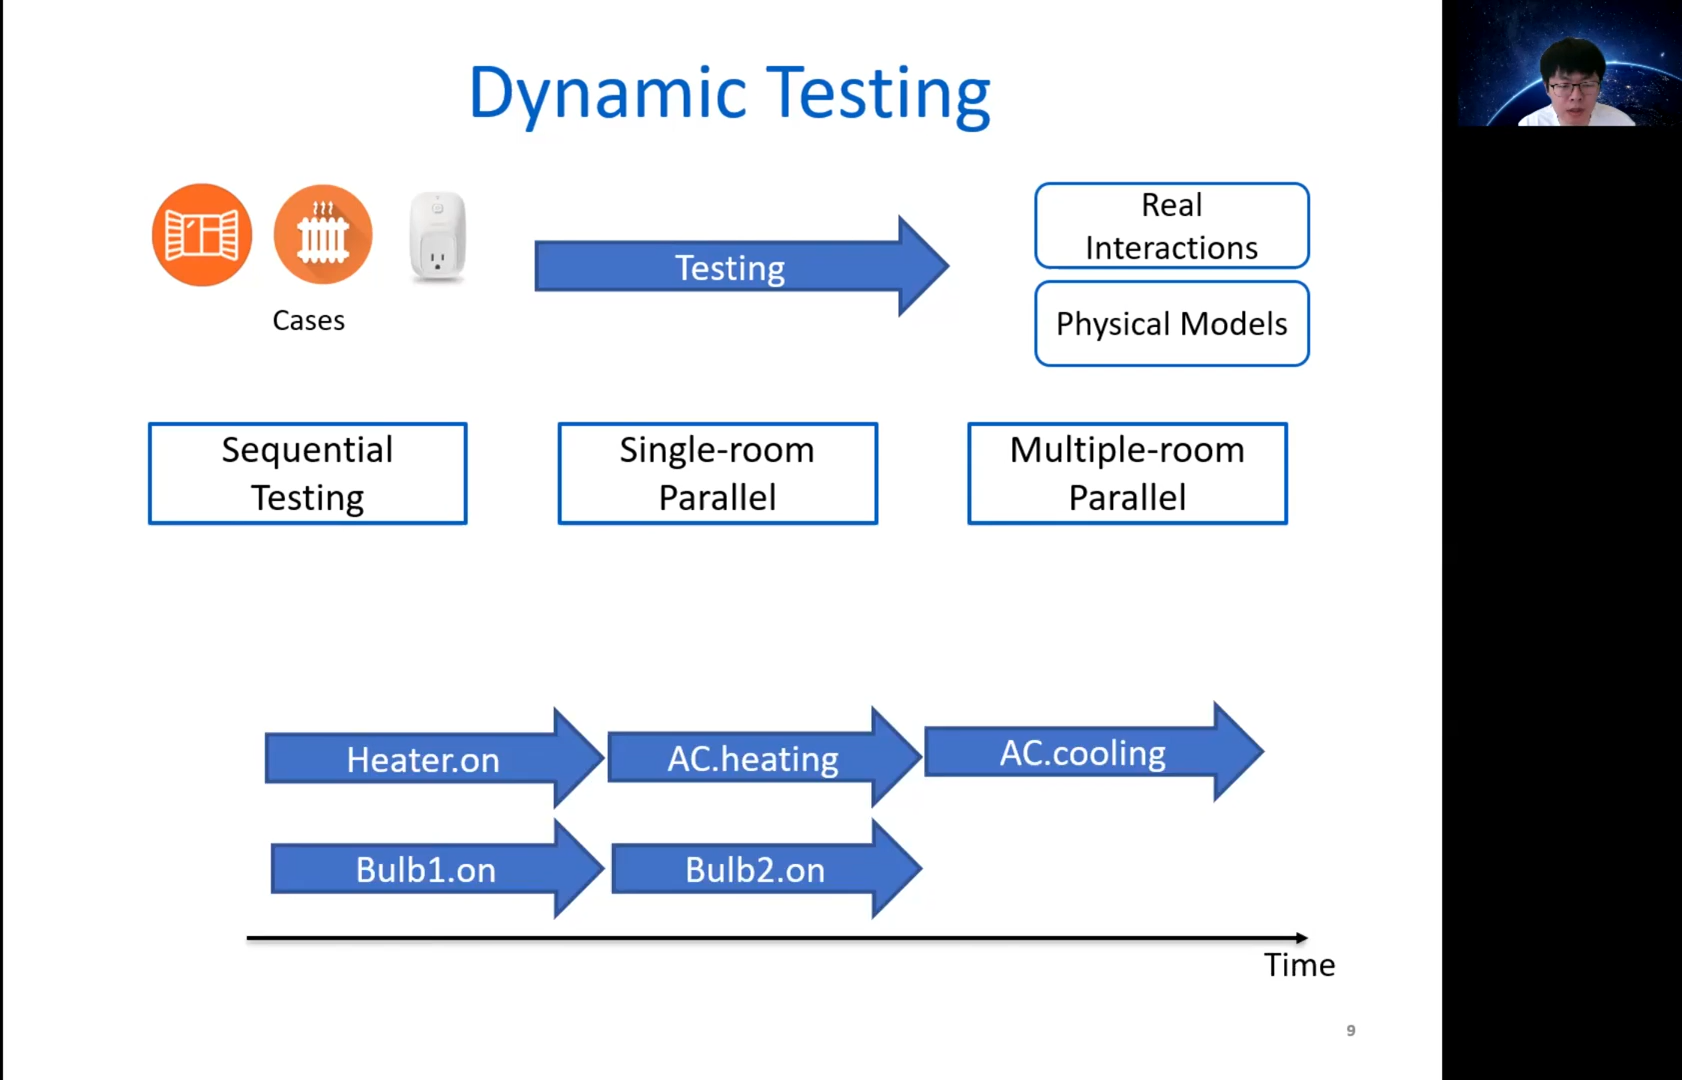 Dynamic Testing
Cases
Testing
Real
Interactions
Physical Models
Sequential
Testing
Single-room
Parallel
Multiple-room
Parallel
Heater.on
AC.heating
AC.cooling
Bulb1.on
Bulb2.on
Time
9